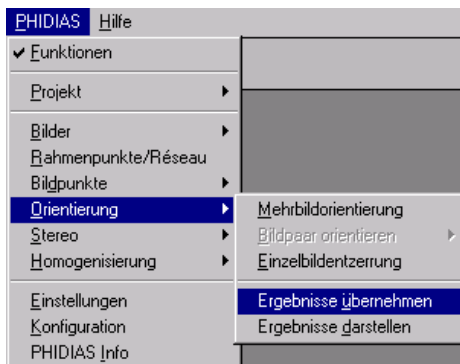 PHIDIAS Hilfe
Funktionen
Projekt
Bilder
Rahmenpunkte/Réseau
Bildpunkte
Orientierung
Stereo
Homogenisierung
Einstellungen
Konfiguration
PHIDIAS Info
Mehrbildorientierung
Bildpaar orientieren
Einzelbildentzerrung
Ergebnisse übernehmen
Ergebnisse darstellen